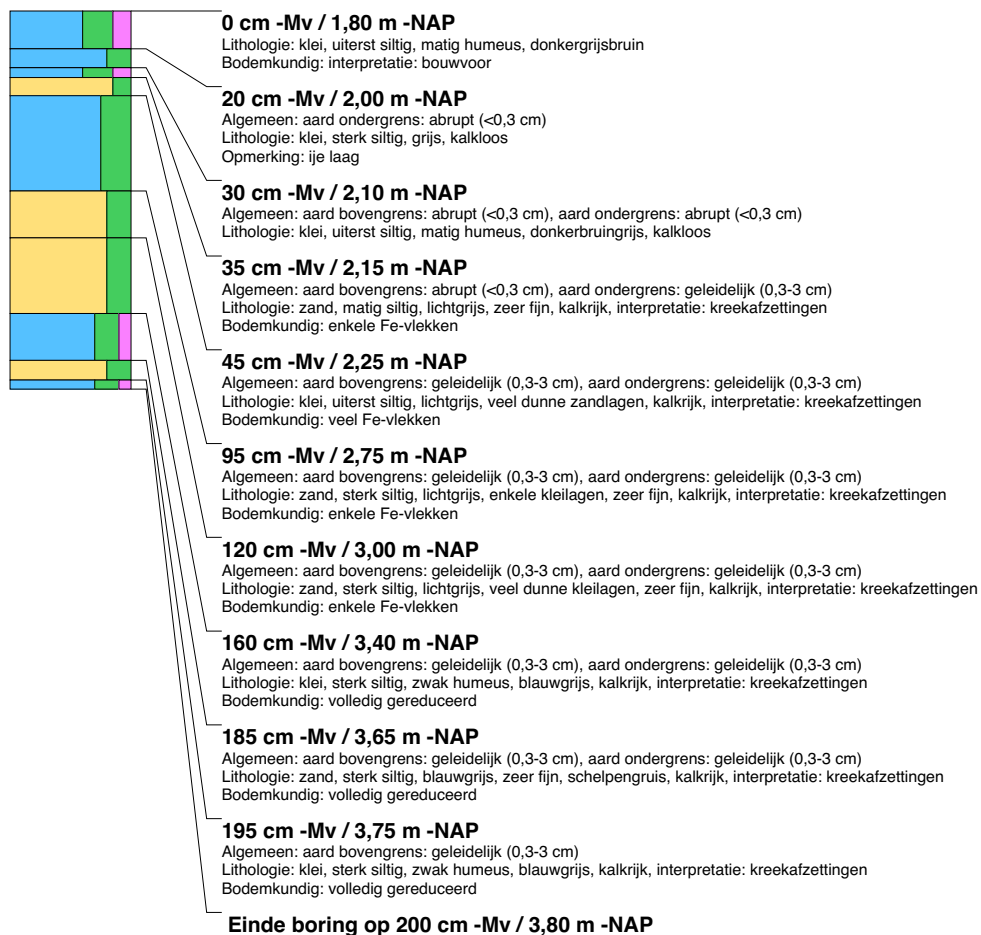 0 cm -Mv / 1,80 m -NAP
Lithologie: klei, uiterst siltig, matig humeus, donkergrijsbruin
Bodemkundig: interpretatie: bouwvoor
20 cm -Mv / 2,00 m -NAP
Algemeen: aard ondergrens: abrupt (<0,3 cm)
Lithologie: klei, sterk siltig, grijs, kalkloos
Opmerking: ije laag
30 cm -Mv / 2,10 m -NAP
Algemeen: aard bovengrens: abrupt (<0,3 cm), aard ondergrens: abrupt (<0,3 cm)
Lithologie: klei, uiterst siltig, matig humeus, donkerbruingrijs, kalkloos
35 cm -Mv / 2,15 m -NAP
Algemeen: aard bovengrens: abrupt (<0,3 cm), aard ondergrens: geleidelijk (0,3-3 cm)
Lithologie: zand, matig siltig, lichtgrijs, zeer fijn, kalkrijk, interpretatie: kreekafzettingen
Bodemkundig: enkele Fe-vlekken
45 cm -Mv / 2,25 m -NAP
Algemeen: aard bovengrens: geleidelijk (0,3-3 cm), aard ondergrens: geleidelijk (0,3-3 cm)
Lithologie: klei, uiterst siltig, lichtgrijs, veel dunne zandlagen, kalkrijk, interpretatie: kreekafzettingen
Bodemkundig: veel Fe-vlekken
95 cm -Mv / 2,75 m -NAP
Algemeen: aard bovengrens: geleidelijk (0,3-3 cm), aard ondergrens: geleidelijk (0,3-3 cm)
Lithologie: zand, sterk siltig, lichtgrijs, enkele kleilagen, zeer fijn, kalkrijk, interpretatie: kreekafzettingen
Bodemkundig: enkele Fe-vlekken
120 cm -Mv / 3,00 m -NAP
Algemeen: aard bovengrens: geleidelijk (0,3-3 cm), aard ondergrens: geleidelijk (0,3-3 cm)
Lithologie: zand, sterk siltig, lichtgrijs, veel dunne kleilagen, zeer fijn, kalkrijk, interpretatie: kreekafzettingen
Bodemkundig: enkele Fe-vlekken
160 cm -Mv / 3,40 m -NAP
Algemeen: aard bovengrens: geleidelijk (0,3-3 cm), aard ondergrens: geleidelijk (0,3-3 cm)
Lithologie: klei, sterk siltig, zwak humeus, blauwgrijs, kalkrijk, interpretatie: kreekafzettingen
Bodemkundig: volledig gereduceerd
185 cm -Mv / 3,65 m -NAP
Algemeen: aard bovengrens: geleidelijk (0,3-3 cm), aard ondergrens: geleidelijk (0,3-3 cm)
Lithologie: zand, sterk siltig, blauwgrijs, zeer fijn, schelpengruis, kalkrijk, interpretatie: kreekafzettingen
Bodemkundig: volledig gereduceerd
195 cm -Mv / 3,75 m -NAP
Algemeen: aard bovengrens: geleidelijk (0,3-3 cm)
Lithologie: klei, sterk siltig, zwak humeus, blauwgrijs, kalkrijk, interpretatie: kreekafzettingen
Bodemkundig: volledig gereduceerd
Einde boring op 200 cm -Mv / 3,80 m -NAP